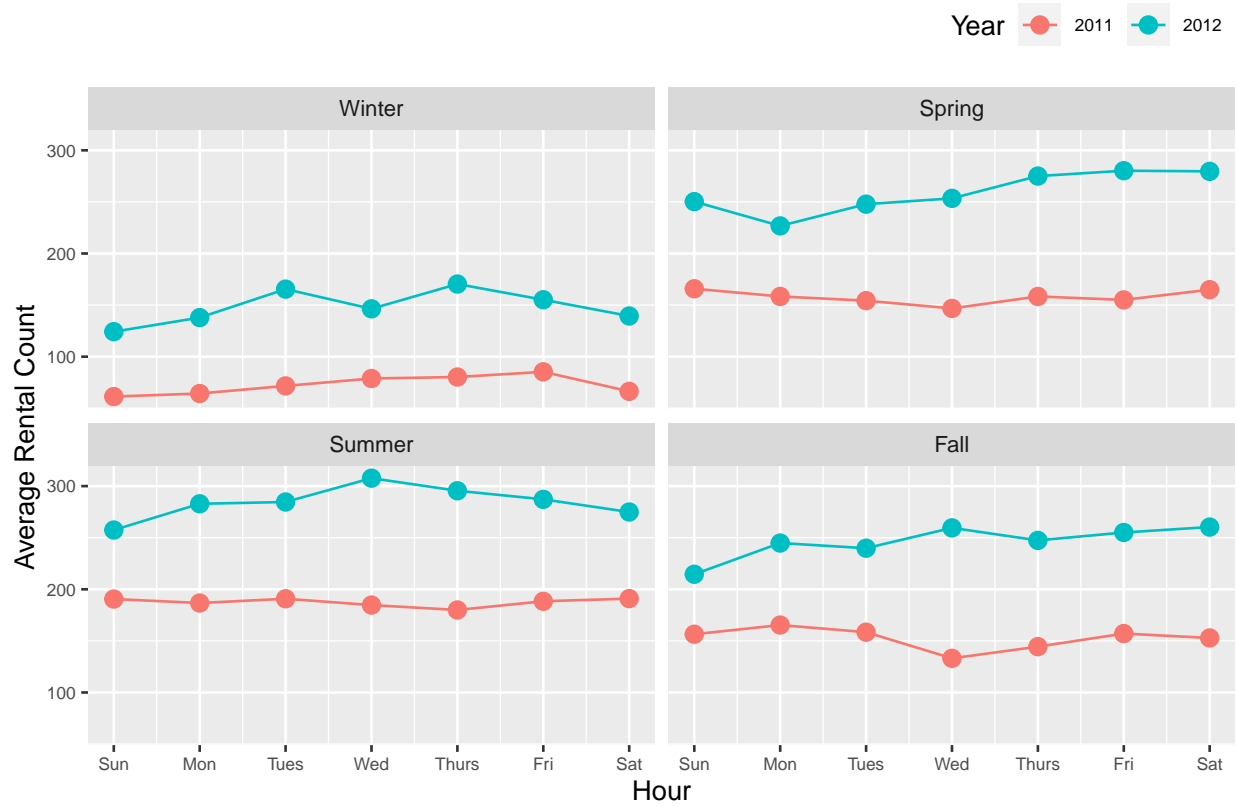 Year 2011 2012
Winter Spring
300
200
100
Summer Fall
300
200
100
Sun Mon Tues Wed Thurs Fri Sat Sun Mon Tues Wed Thurs Fri Sat
Hour
Average Rental Count